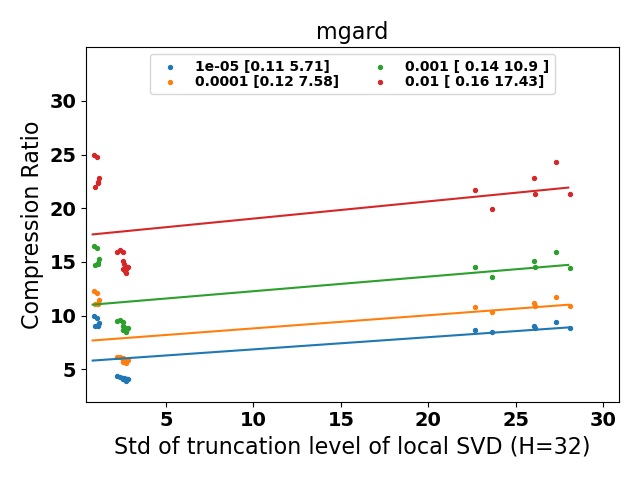 mgard
1e-05 [0.11 5.71]
0.0001 [0.12 7.58]
0.001 [ 0.14 10.9 ]
0.01 [ 0.16 17.43]
Compression Ratio
30
25
20
15
10
5
5 10 15 20 25 30
Std of truncation level of local SVD (H=32)